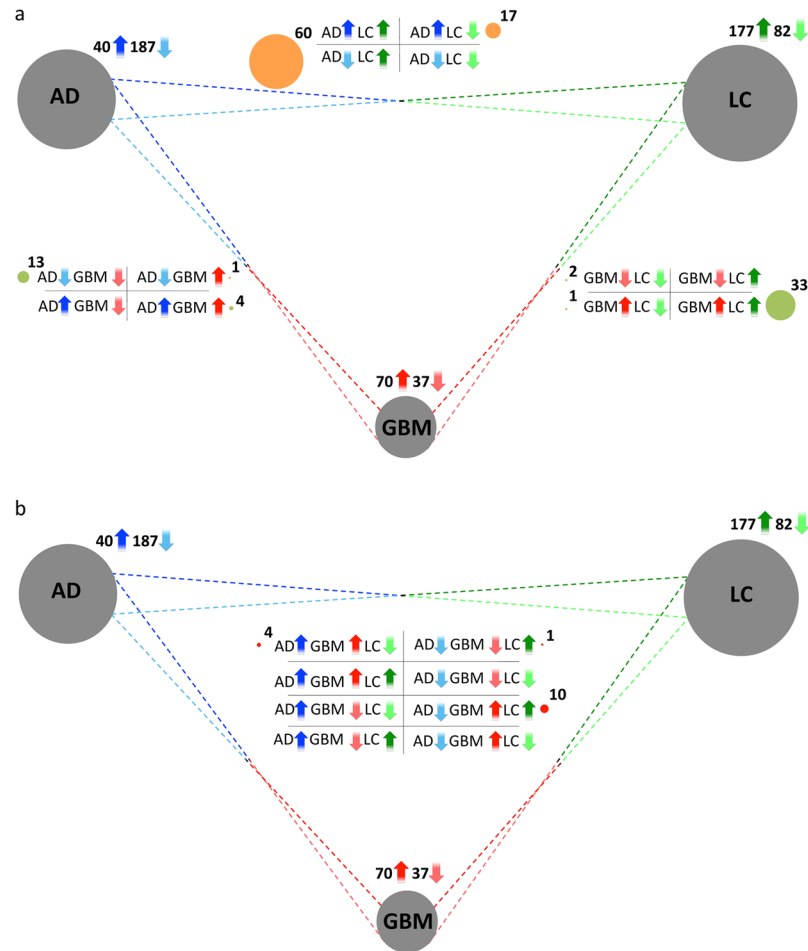 a
60 AD LC AD LC 17
AD LC AD LC
40 187
177 82
AD
LC
13 AD GBM AD GBM 1
AD GBM AD GBM 4
2 GBM LC GBM LC 33
1 GBM LC GBM LC
70 37
GBM
b
40 187
177 82
AD
LC
4 AD GBM LC AD GBM LC 1
AD GBM LC AD GBM LC
AD GBM LC AD GBM LC 10
AD GBM LC AD GBM LC
70 37
GBM